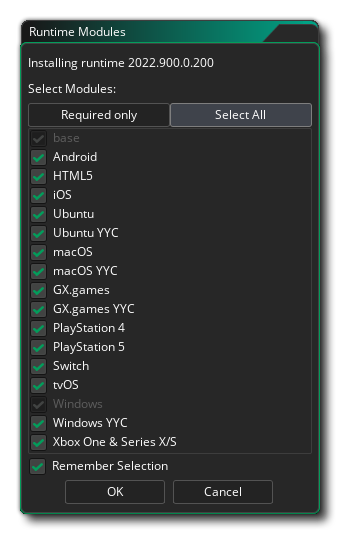 Runtime Modules
Installing runtime 2022.900.0.200
Select Modules:
Required only Select All
base
Android
HTML5
iOS
Ubuntu
Ubuntu YYC
macOS
macOS YYC
GX.games
GX.games YYC
PlayStation 4
PlayStation 5
Switch
tvOS
Windows
Windows YYC
Xbox One & Series X/S
Remember Selection
OK Cancel